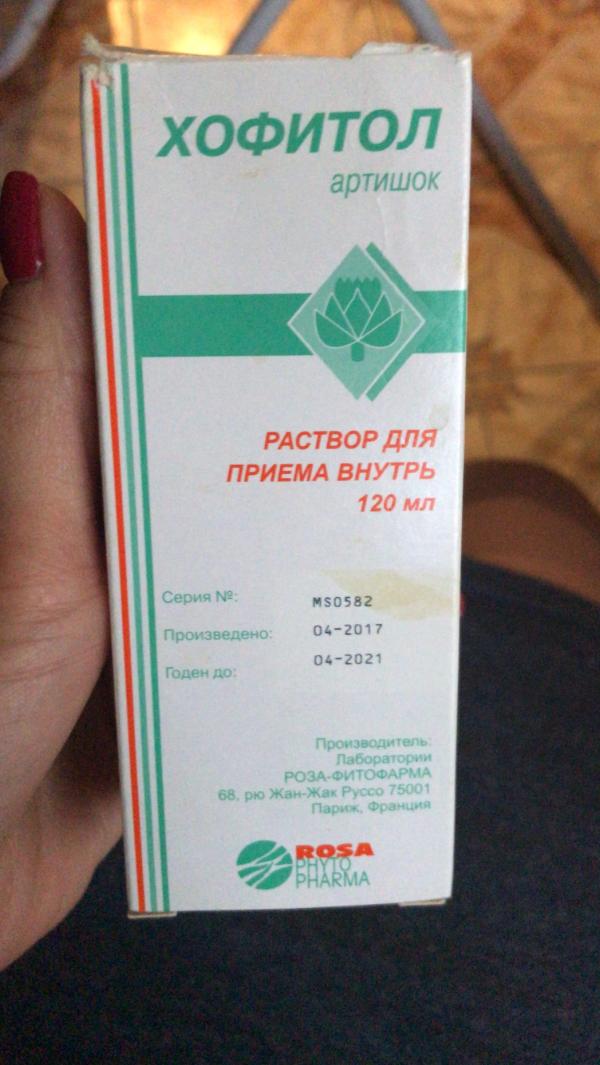 ХОФИТОЛ
артишок
РАСТВОР ДЛЯ
ПРИЕМА ВНУТРЬ
120 мл
Серия №: MS0582
Произведено: 04-2017
Годен до: 04-2021
Производитель:
Лаборатории
РОЗА-ФИТОФАРМА
68, рю Жан-Жак Руссо 75001
Париж, Франция
ROSA
PHYTO
PHARMA